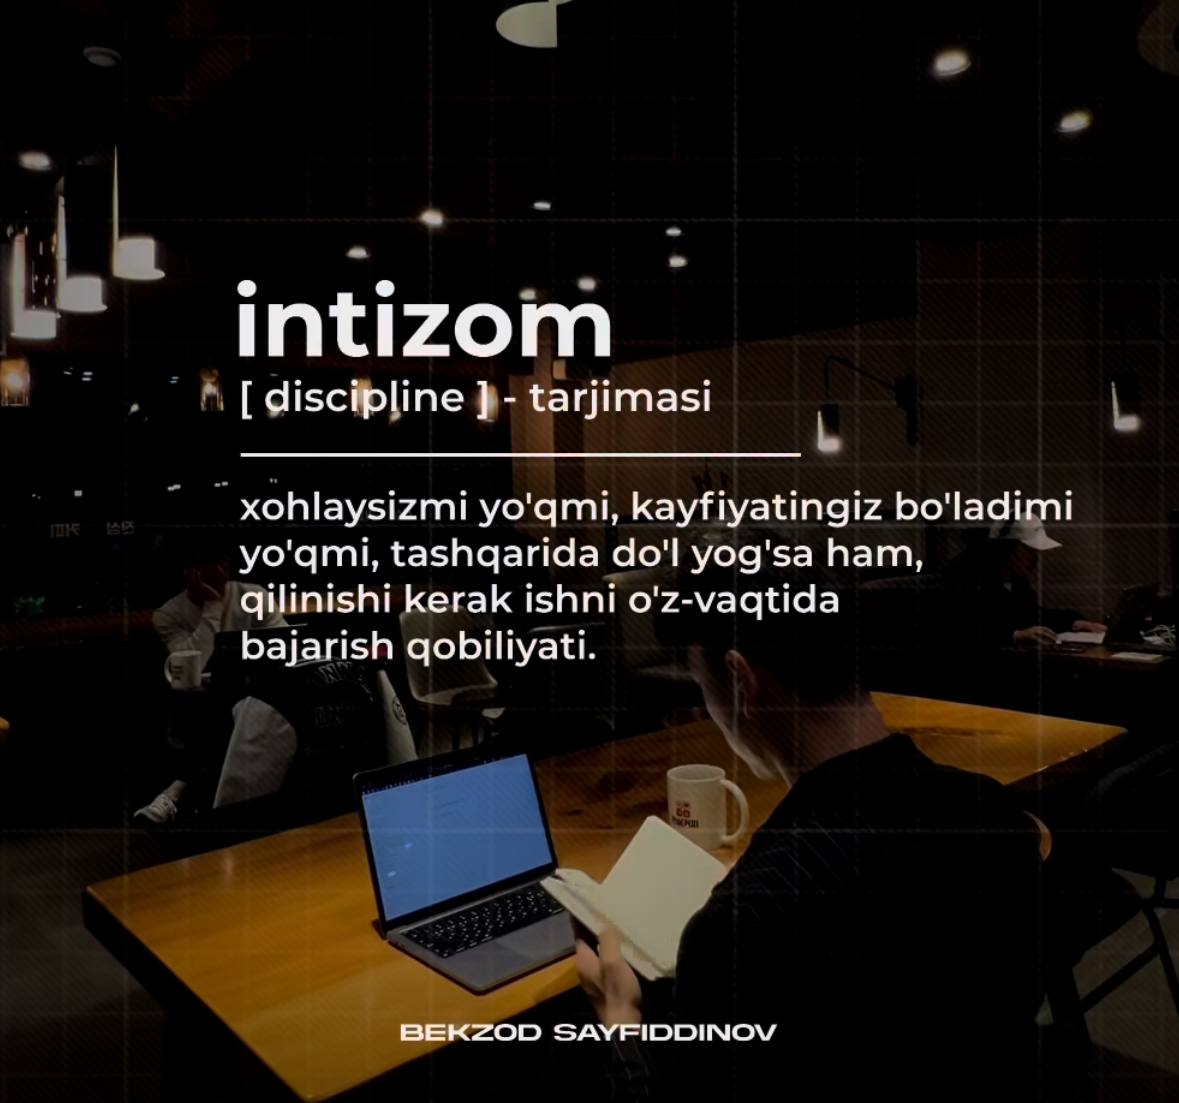 intizom
[ discipline ] - tarjimasi
xohlaysizmi yo'qmi, kayfiyatingiz bo'ladimi
yo'qmi, tashqarida do'l yog'sa ham,
qilinishi kerak ishni o'z-vaqtida
bajarish qobiliyati.
BEKZOD SAYFIDDINOV